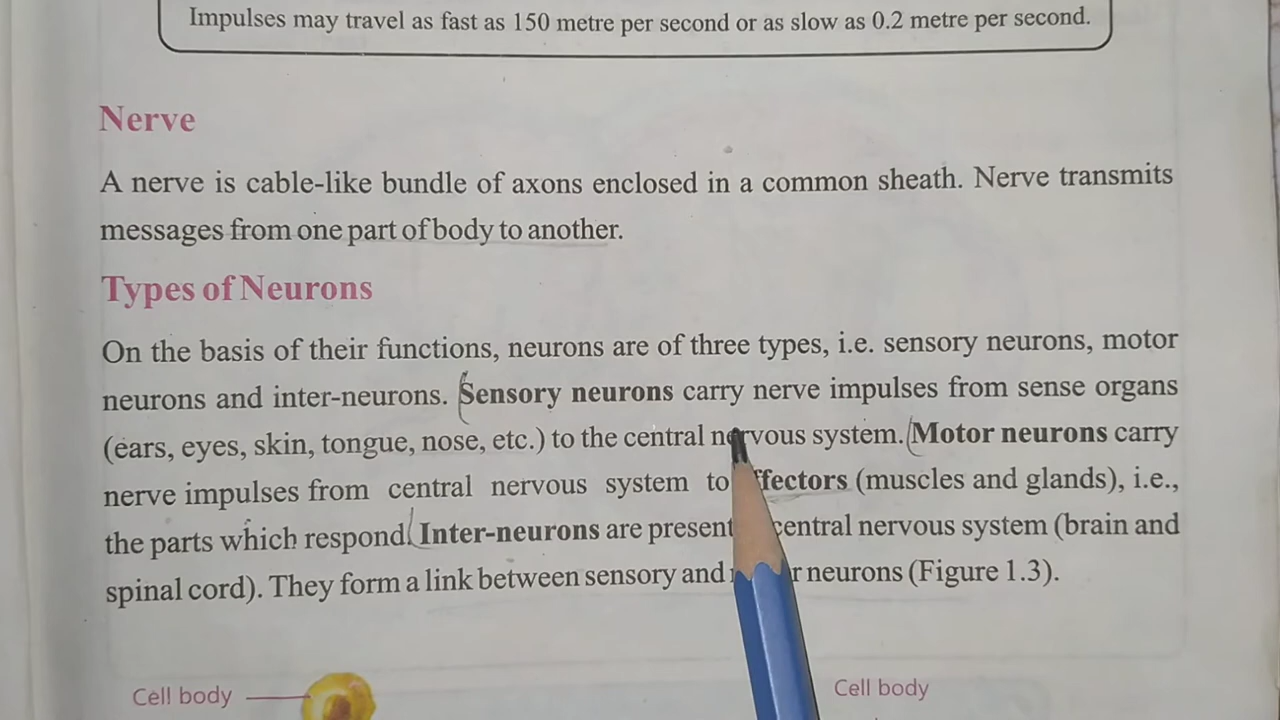 Impulses may travel as fast as 150 metre per second or as slow as 0.2 metre per second.
Nerve
A nerve is cable-like bundle of axons enclosed in a common sheath. Nerve transmits
messages from one part of body to another.
Types of Neurons
On the basis of their functions, neurons are of three types, i.e. sensory neurons, motor
neurons and inter-neurons. Sensory neurons carry nerve impulses from sense organs
(ears, eyes, skin, tongue, nose, etc.) to the central nervous system. Motor neurons carry
nerve impulses from central nervous system to effectors (muscles and glands), i.e.,
the parts which respond. Inter-neurons are present central nervous system (brain and
spinal cord). They form a link between sensory and neurons (Figure 1.3).
Cell body
Cell body